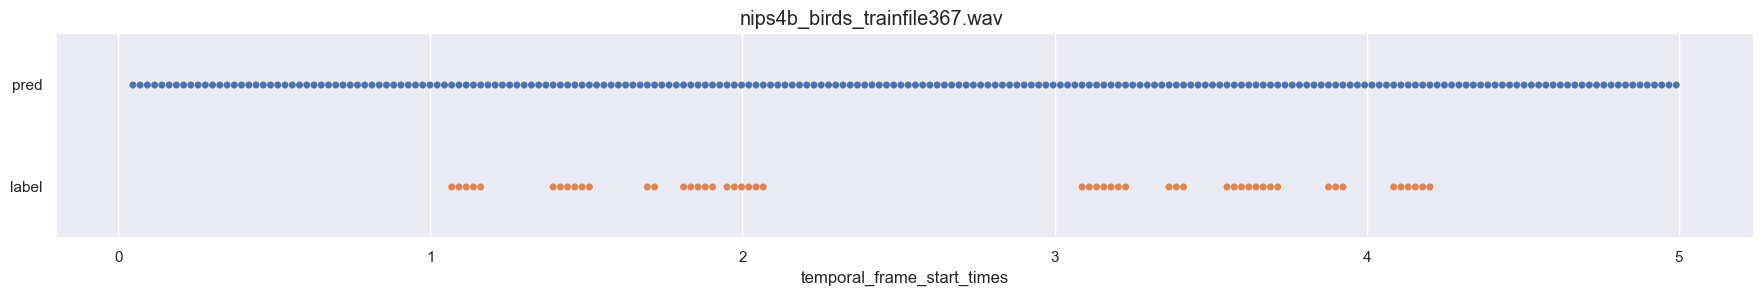 nips4b_birds_trainfile367.wav
pred
label
0 1 2 3 4 5
temporal_frame_start_times